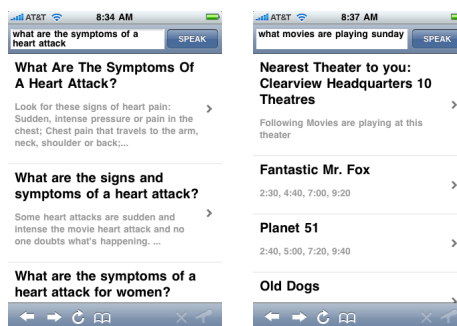 AT&T 8:34 AM
what are the symptoms of a
heart attack
SPEAK
What Are The Symptoms Of
A Heart Attack?
Look for these signs of heart pain:
Sudden, intense pressure or pain in the
chest; Chest pain that travels to the arm,
neck, shoulder or back;...
What are the signs and
symptoms of a heart attack?
Some heart attacks are sudden and
intense the movie heart attack and no
one doubts what's happening. ...
What are the symptoms of a
heart attack for women?
AT&T 8:37 AM
what movies are playing sunday
SPEAK
Nearest Theater to you:
Clearview Headquarters 10
Theatres
Following Movies are playing at this
theater
Fantastic Mr. Fox
2:30, 4:40, 7:00, 9:20
Planet 51
2:40, 5:00, 7:20, 9:40
Old Dogs